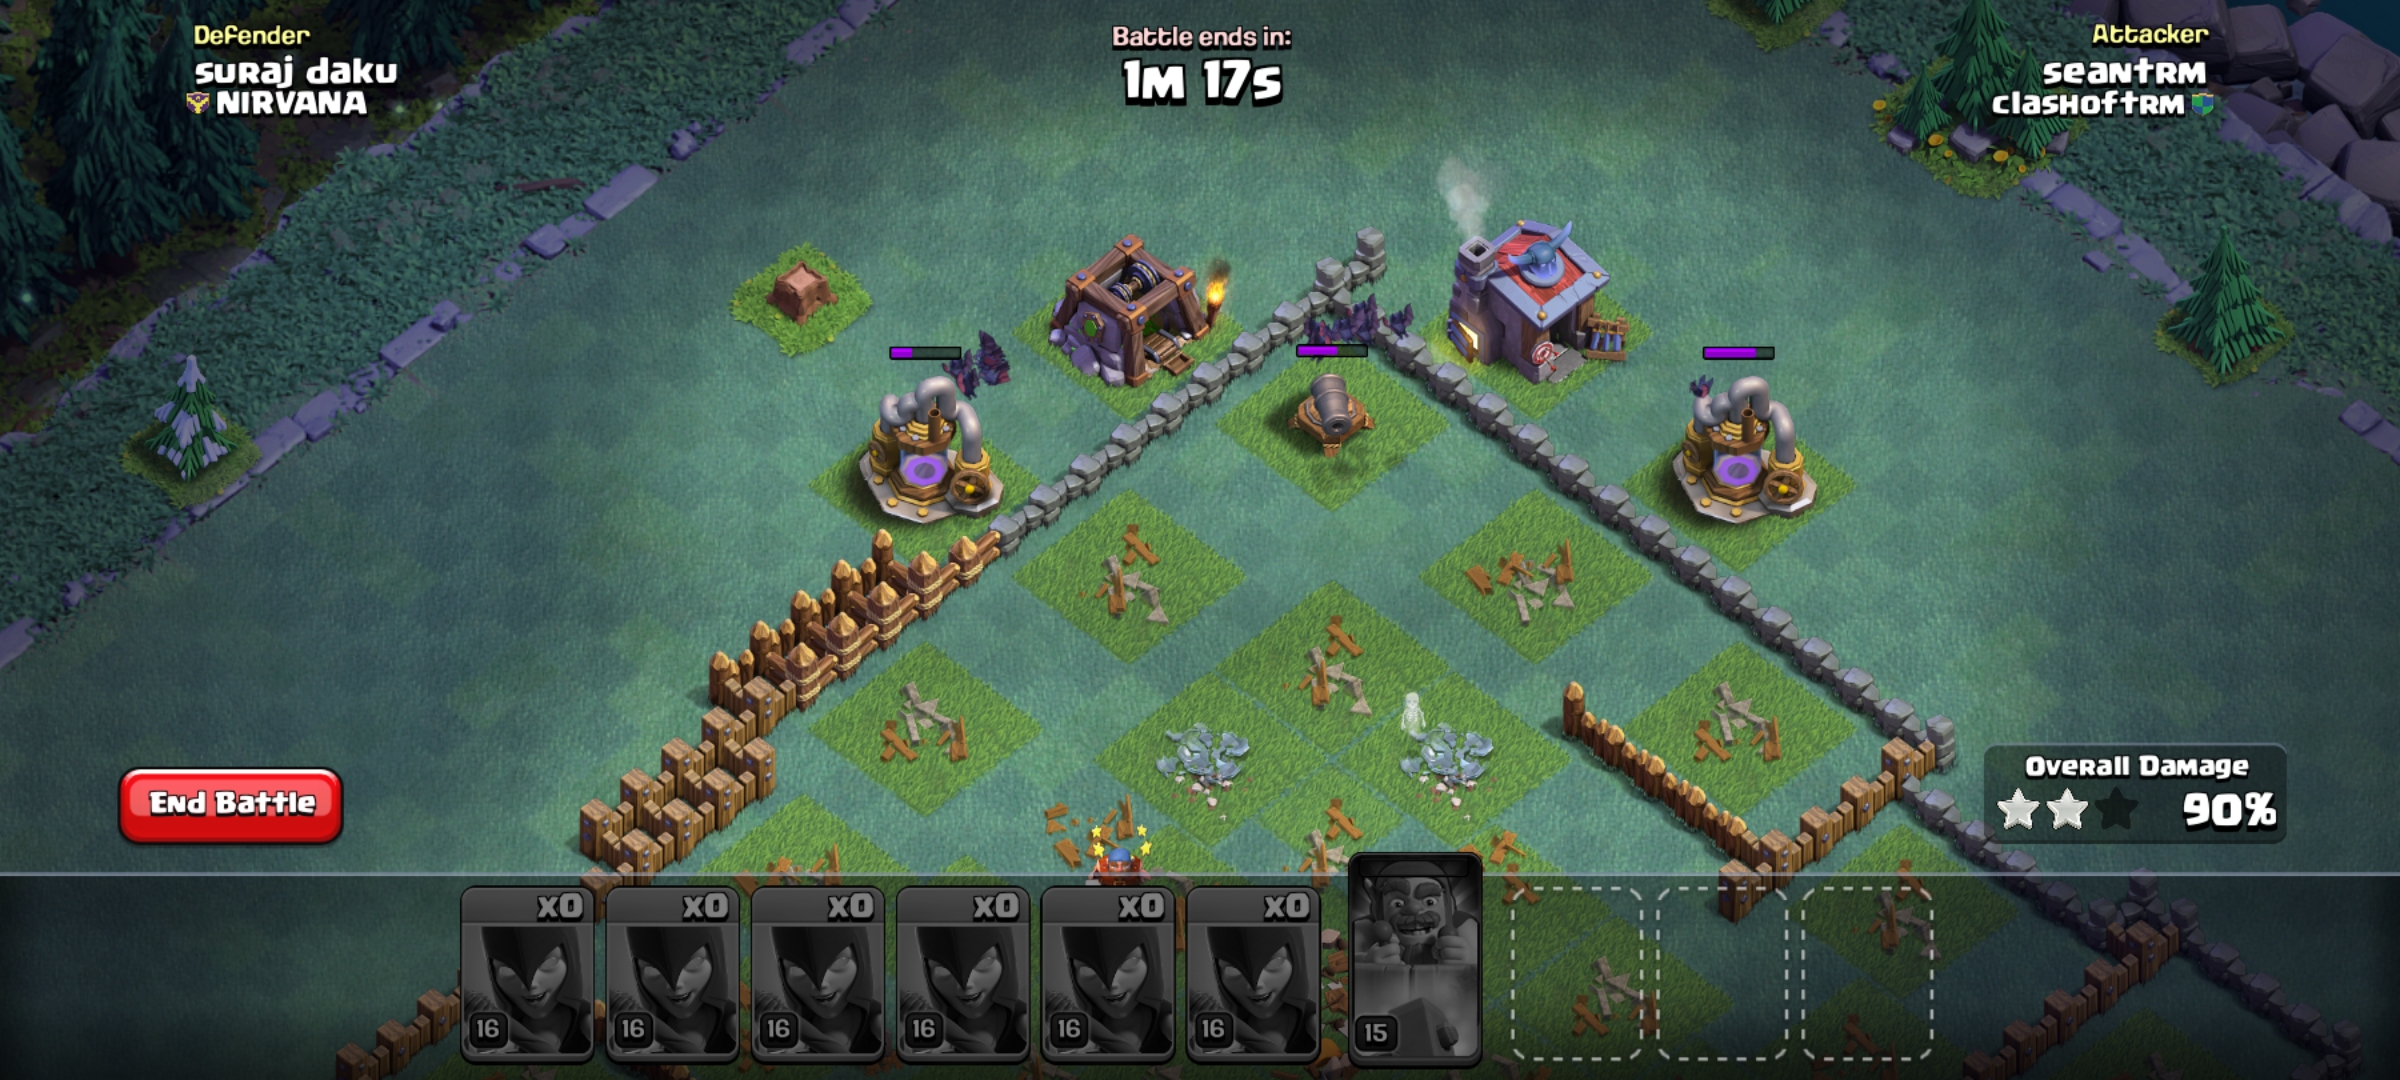 Defender
suraj daku
NIRVANA
Battle ends in:
1M 17s
Attacker
seantrm
clashoftrm
End Battle
Overall Damage
90%
x0
x0
x0
x0
x0
x0
16
16
16
16
16
16
15